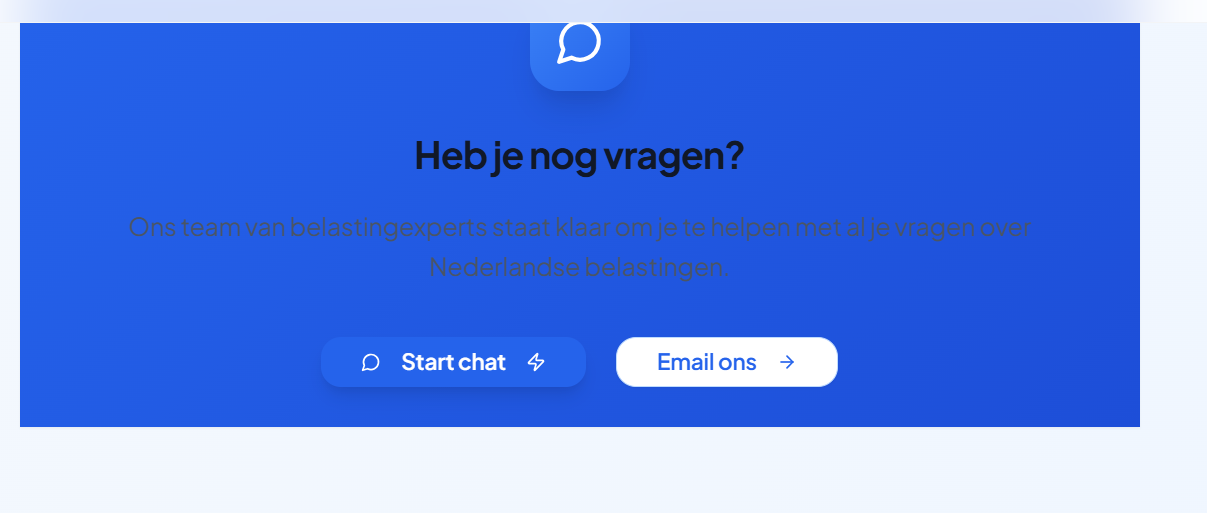 Heb je nog vragen?
Ons team van belastingexperts staat klaar om je te helpen met al je vragen over
Nederlandse belastingen.
Start chat
Email ons